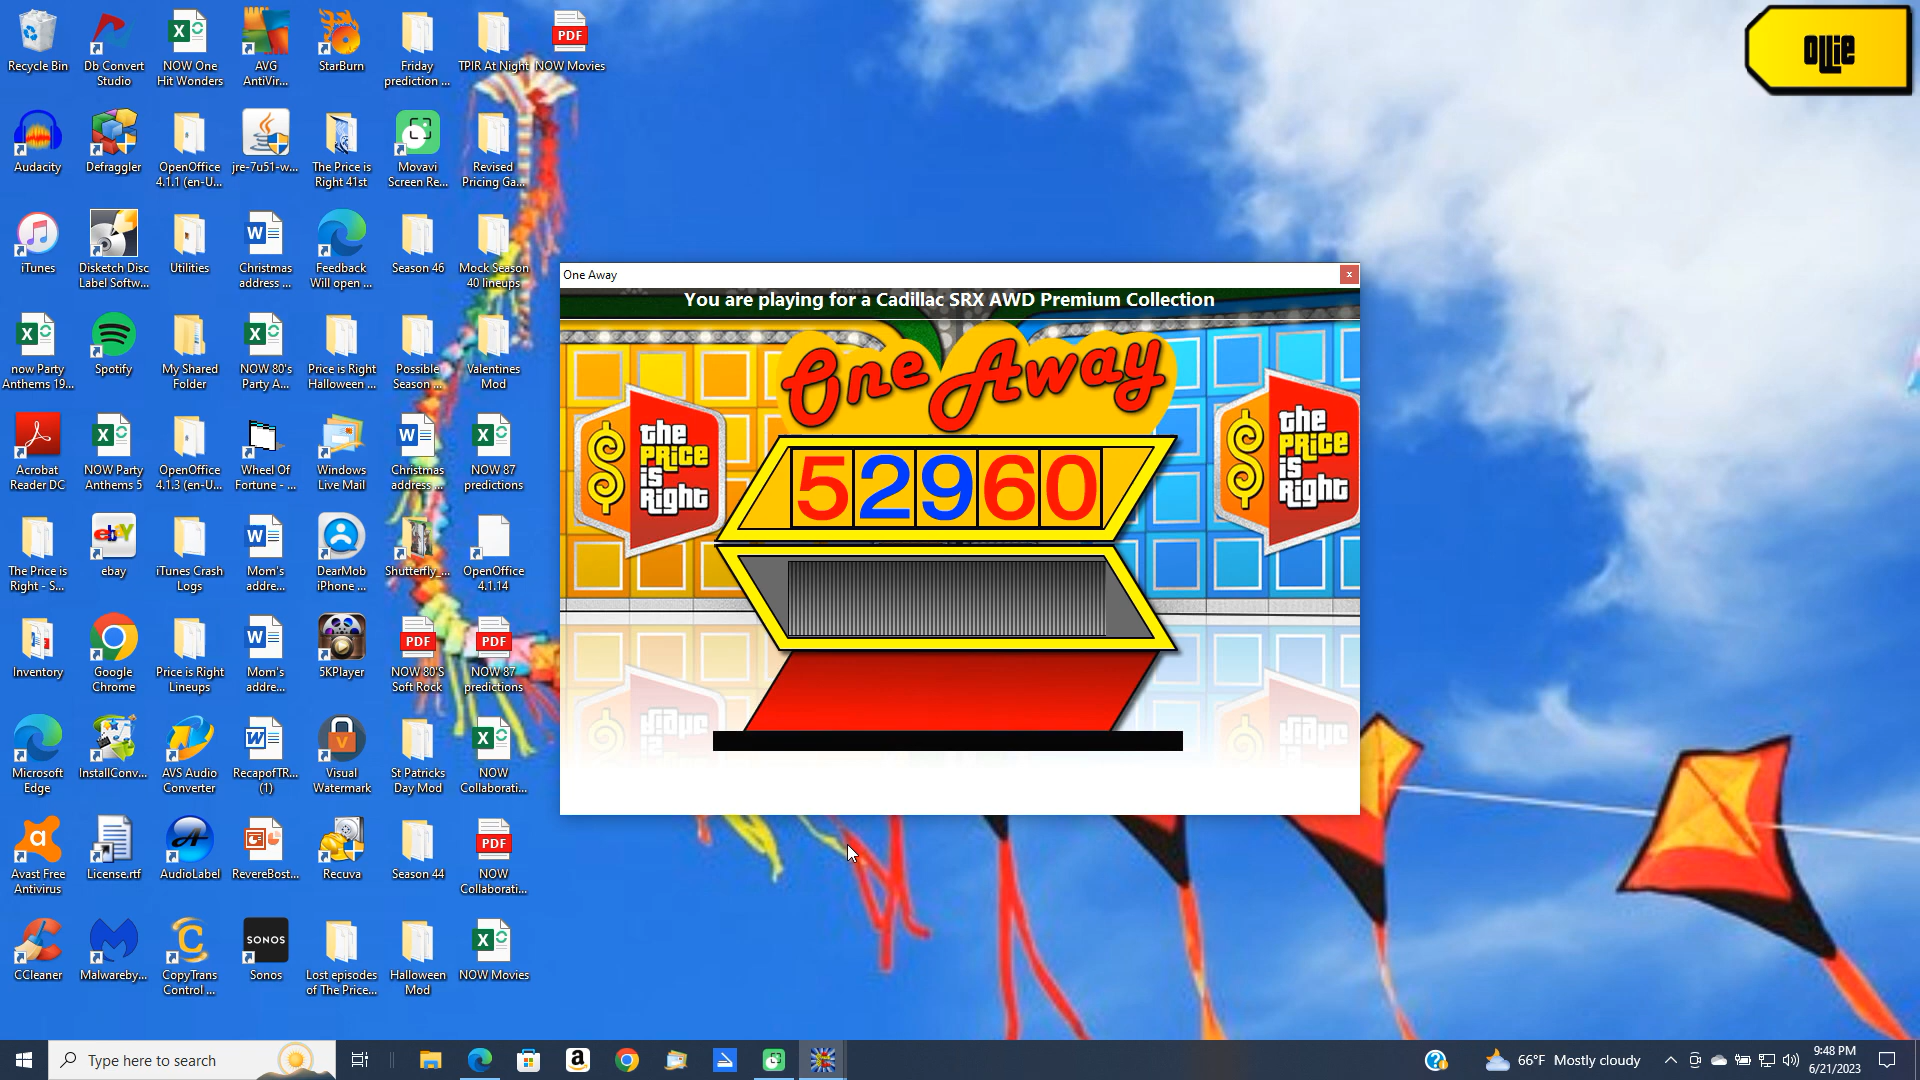 Recycle Bin
Db Convert
Studio
NOW One
Hit Wonders
AVG
AntiVir...
StarBurn
Friday
prediction ...
TPIR At Night
NOW Movies
OLLIE
Audacity
Defraggler
OpenOffice
4.1.1 (en-U...
jre-7u51-w...
The Price is
Right 41st
Movavi
Screen Re...
Revised
Pricing Ga...
iTunes
Disketch Disc
Label Softw...
Utilities
Christmas
address ...
Feedback
Will open ...
Season 46
Mock Season
40 lineups
now Party
Anthems 19...
Spotify
My Shared
Folder
NOW 80's
Party A...
Price is Right
Halloween ...
Possible
Season ...
Valentines
Mod
Acrobat
Reader DC
NOW Party
Anthems 5
OpenOffice
4.1.3 (en-U...
Wheel Of
Fortune - ...
Windows
Live Mail
Christmas
address ...
NOW 87
predictions
The Price is
Right - S...
ebay
ebay
iTunes Crash
Logs
Mom's
addre...
DearMob
iPhone ...
Shutterfly_...
OpenOffice
4.1.14
Inventory
Google
Chrome
Price is Right
Lineups
Mom's
addre...
5KPlayer
PDF
NOW 80'S
Soft Rock
PDF
NOW 87
predictions
Microsoft
Edge
InstallConv...
AVS Audio
Converter
RecapofTR...
(1)
Visual
Watermark
St Patricks
Day Mod
NOW
Collaborati...
Avast Free
Antivirus
License.rtf
AudioLabel
RevereBost...
Recuva
Season 44
PDF
NOW
Collaborati...
CCleaner
Malwareby...
CopyTrans
Control ...
SONOS
Sonos
Lost episodes
of The Price...
Halloween
Mod
NOW Movies
One Away
You are playing for a Cadillac SRX AWD Premium Collection
One Away
the
PRiCE
is
Right
52960
the
PRiCE
is
Right
Type here to search
66°F Mostly cloudy
9:48 PM
6/21/2023